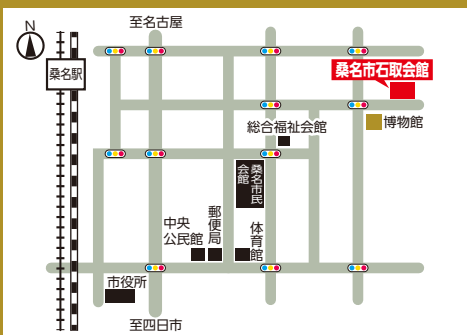 至名古屋
N
桑名駅
桑名市石取会館
博物館
総合福祉会館
桑名市民
会館
中央
公民館
郵便局
体育館
市役所
至四日市